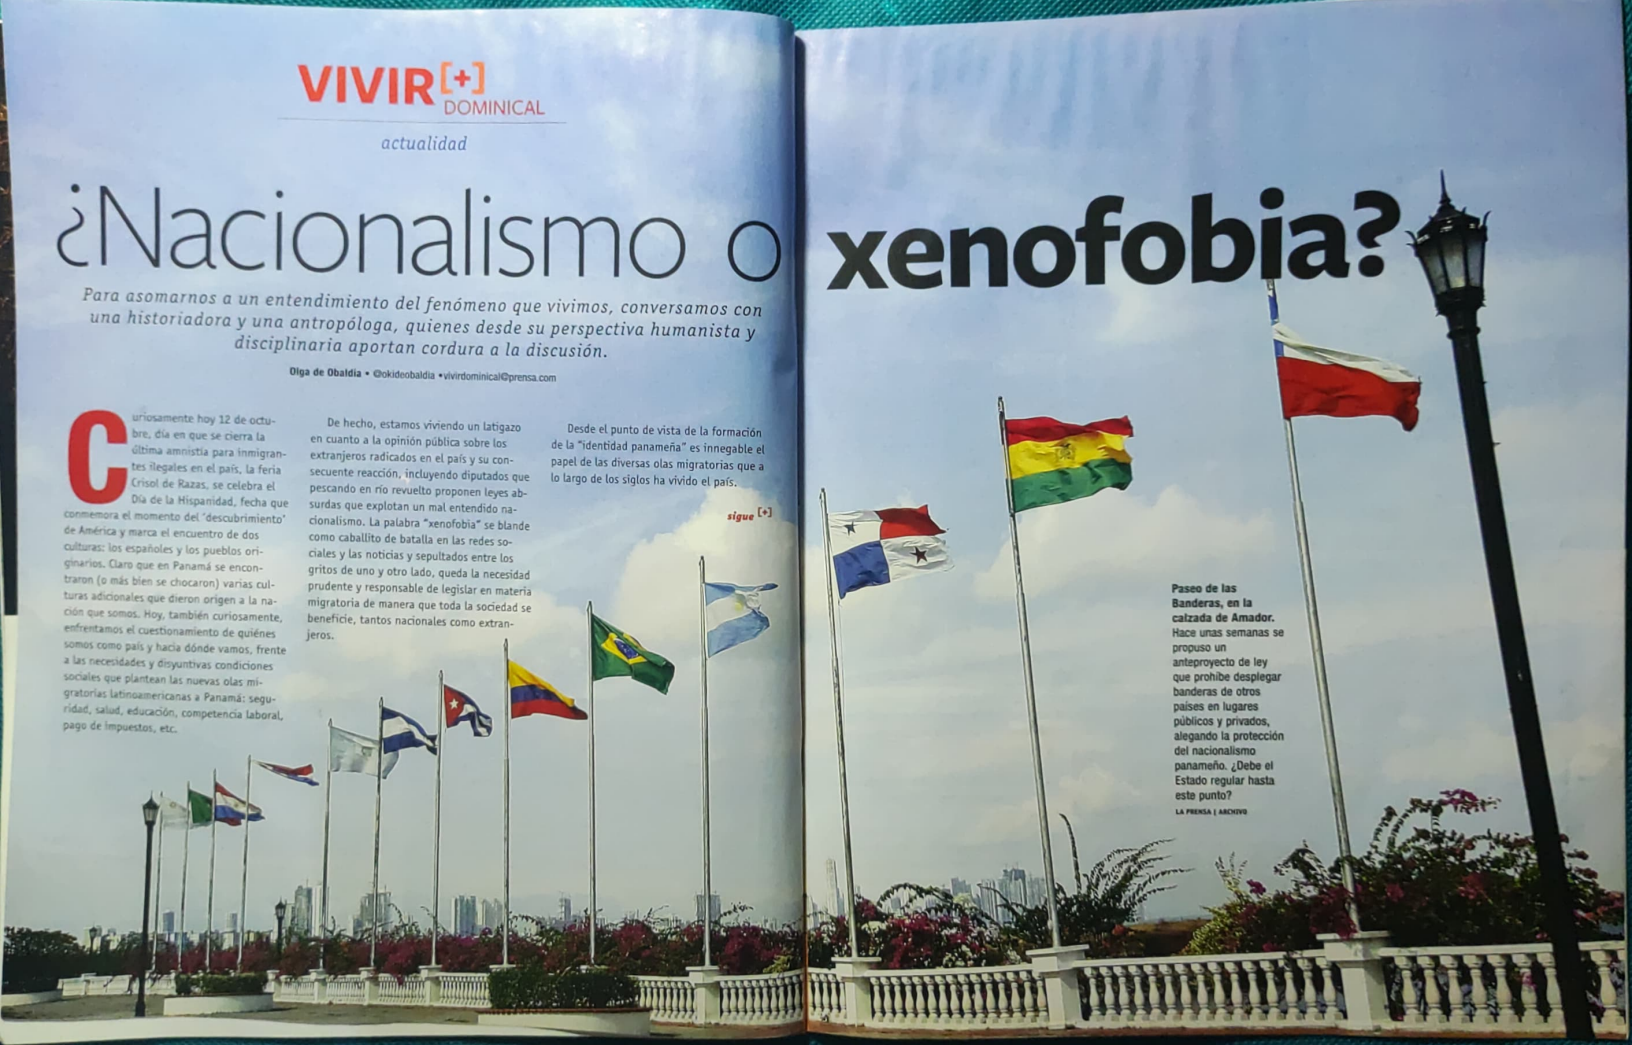 VIVIR[+]
DOMINICAL
actualidad
¿Nacionalismo o xenofobia?
Para asomarnos a un entendimiento del fenómeno que vivimos, conversamos con
una historiadora y una antropóloga, quienes desde su perspectiva humanista y
disciplinaria aportan cordura a la discusión.
Olga de Obaldía • @okideobaldia •vivirdominical@prensa.com
Curiosamente hoy 12 de octu-
bre, día en que se cierra la
última amnistía para inmigran-
tes ilegales en el país, la feria
Crisol de Razas, se celebra el
Día de la Hispanidad, fecha que
conmemora el momento del 'descubrimiento'
de América y marca el encuentro de dos
culturas: los españoles y los pueblos ori-
ginarios. Claro que en Panamá se encon-
traron (o más bien se chocaron) varias cul-
turas adicionales que dieron origen a la na-
ción que somos. Hoy, también curiosamente,
enfrentamos el cuestionamiento de quiénes
somos como país y hacia dónde vamos, frente
a las necesidades y disyuntivas condiciones
sociales que plantean las nuevas olas mi-
gratorias latinoamericanas a Panamá: segu-
ridad, salud, educación, competencia laboral,
pago de impuestos, etc.
De hecho, estamos viviendo un latigazo
en cuanto a la opinión pública sobre los
extranjeros radicados en el país y su con-
secuente reacción, incluyendo diputados que
pescando en río revuelto proponen leyes ab-
surdas que explotan un mal entendido na-
cionalismo. La palabra "xenofobia" se blande
como caballito de batalla en las redes so-
ciales y las noticias y sepultados entre los
gritos de uno y otro lado, queda la necesidad
prudente y responsable de legislar en materia
migratoria de manera que toda la sociedad se
beneficie, tantos nacionales como extran-
jeros.
Desde el punto de vista de la formación
de la "identidad panameña" es innegable el
papel de las diversas olas migratorias que a
lo largo de los siglos ha vivido el país.
sigue [+]
Paseo de las
Banderas, en la
calzada de Amador.
Hace unas semanas se
propuso un
anteproyecto de ley
que prohíbe desplegar
banderas de otros
países en lugares
públicos y privados,
alegando la protección
del nacionalismo
panameño. ¿Debe el
Estado regular hasta
este punto?
LA PRENSA | ARCHIVO